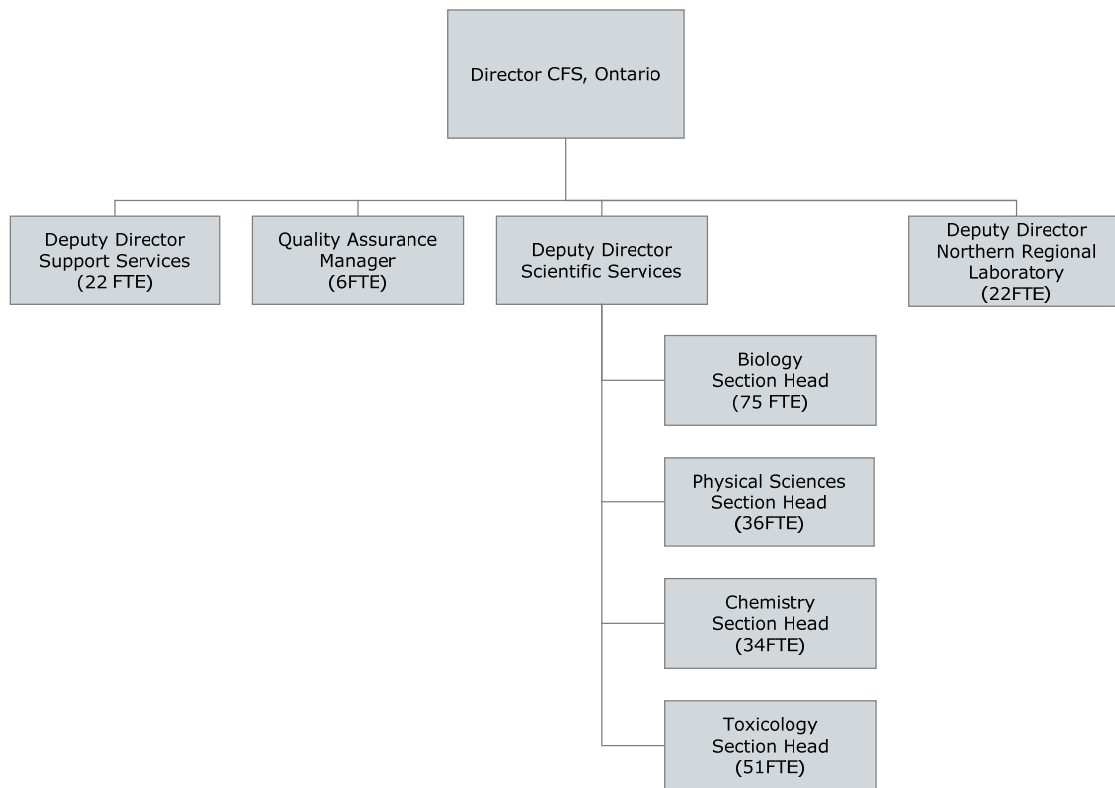 Director CFS, Ontario
Deputy Director
Support Services
(22 FTE)
Quality Assurance
Manager
(6FTE)
Deputy Director
Scientific Services
Deputy Director
Northern Regional
Laboratory
(22FTE)
Biology
Section Head
(75 FTE)
Physical Sciences
Section Head
(36FTE)
Chemistry
Section Head
(34FTE)
Toxicology
Section Head
(51FTE)